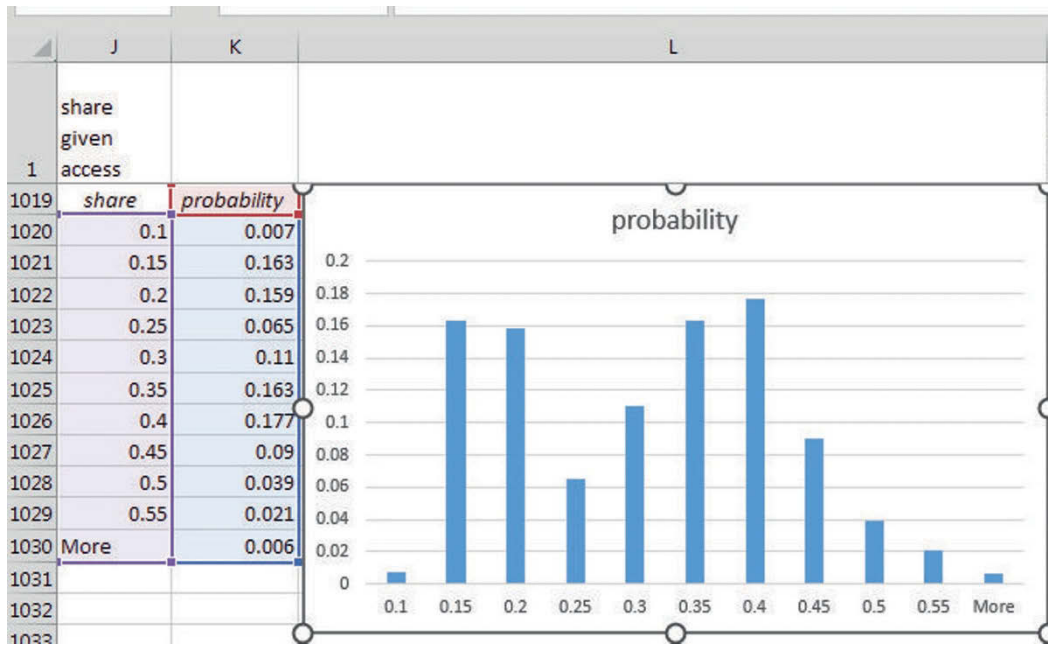 J K L
share
given
1 access
1019 share probability
1020 0.1 0.007
1021 0.15 0.163
1022 0.2 0.159
1023 0.25 0.065
1024 0.3 0.11
1025 0.35 0.163
1026 0.4 0.177
1027 0.45 0.09
1028 0.5 0.039
1029 0.55 0.021
1030 More 0.006
1031
1032
1033
probability
0.2
0.18
0.16
0.14
0.12
0.1
0.08
0.06
0.04
0.02
0
0.1 0.15 0.2 0.25 0.3 0.35 0.4 0.45 0.5 0.55 More